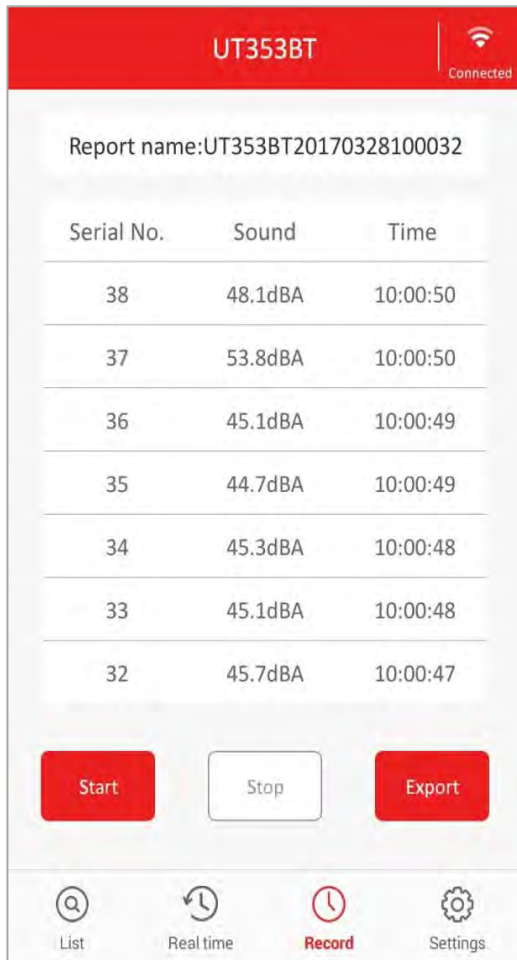 UT353BT
Connected
Report name:UT353BT20170328100032
Serial No. Sound Time
38 48.1dBA 10:00:50
37 53.8dBA 10:00:50
36 45.1dBA 10:00:49
35 44.7dBA 10:00:49
34 45.3dBA 10:00:48
33 45.1dBA 10:00:48
32 45.7dBA 10:00:47
Start Stop Export
List Real time Record Settings